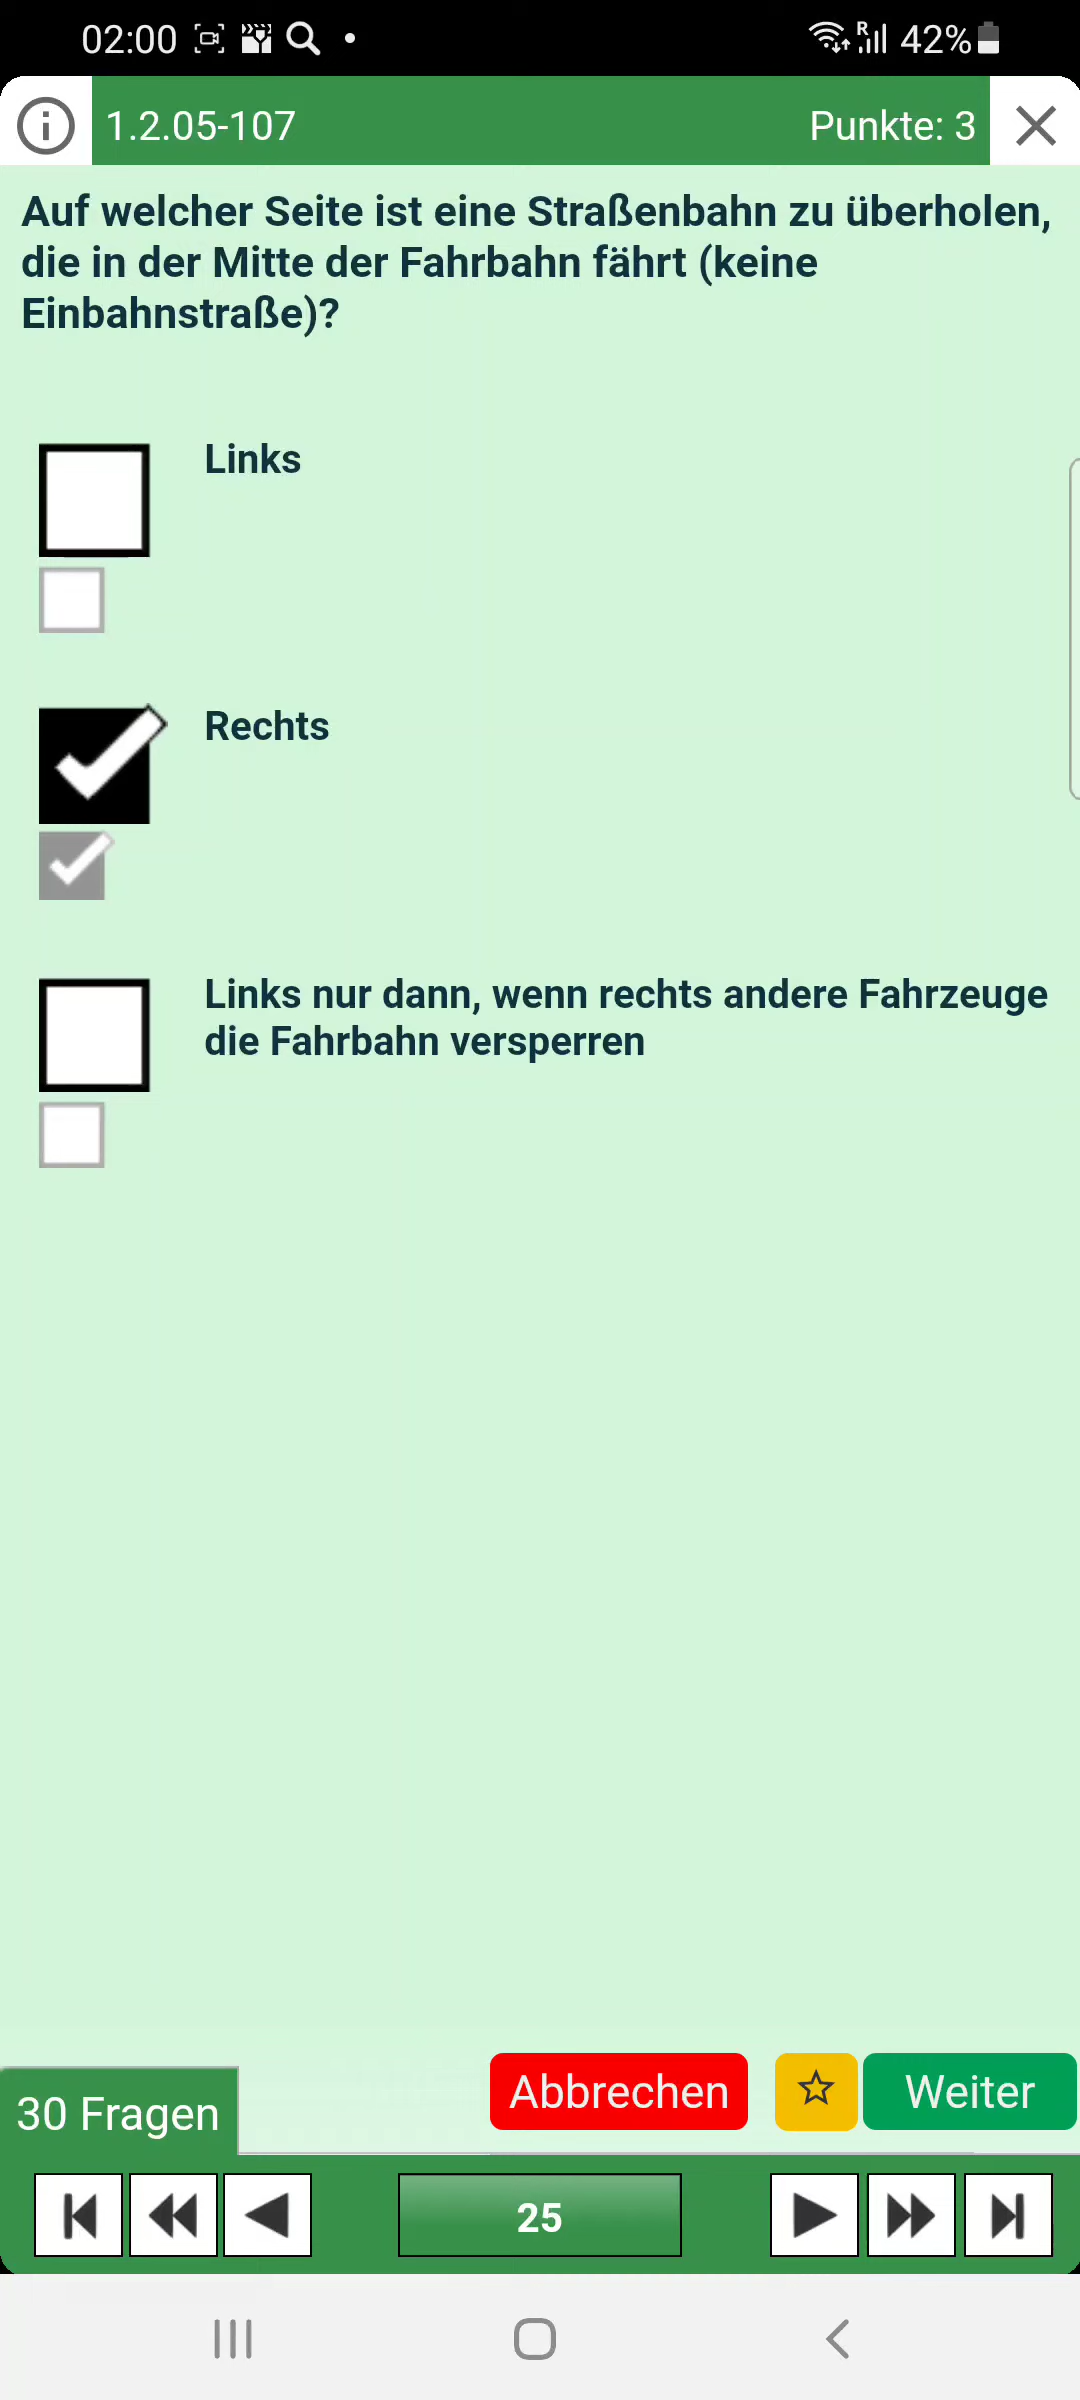 02:00
R
42%
1.2.05-107
Punkte: 3
Auf welcher Seite ist eine Straßenbahn zu überholen,
die in der Mitte der Fahrbahn fährt (keine
Einbahnstraße)?
Links
Rechts
Links nur dann, wenn rechts andere Fahrzeuge
die Fahrbahn versperren
Abbrechen
Weiter
30 Fragen
25